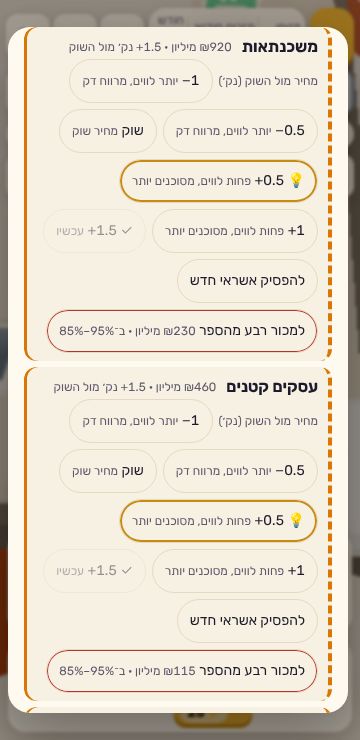 משכנתאות ₪920 מיליון · 1.5+ נק׳ מול השוק
מחיר מול השוק (נק׳) −1 יותר לווים, מרווח דק
−0.5 יותר לווים, מרווח דק שוק מחיר שוק
💡 +0.5 פחות לווים, מסוכנים יותר
+1 פחות לווים, מסוכנים יותר ✓ +1.5 עכשיו
להפסיק אשראי חדש
למכור רבע מהספר ₪230 מיליון · ב־95%–85%
עסקים קטנים ₪460 מיליון · 1.5+ נק׳ מול השוק
מחיר מול השוק (נק׳) −1 יותר לווים, מרווח דק
−0.5 יותר לווים, מרווח דק שוק מחיר שוק
💡 +0.5 פחות לווים, מסוכנים יותר
+1 פחות לווים, מסוכנים יותר ✓ +1.5 עכשיו
להפסיק אשראי חדש
למכור רבע מהספר ₪115 מיליון · ב־95%–85%